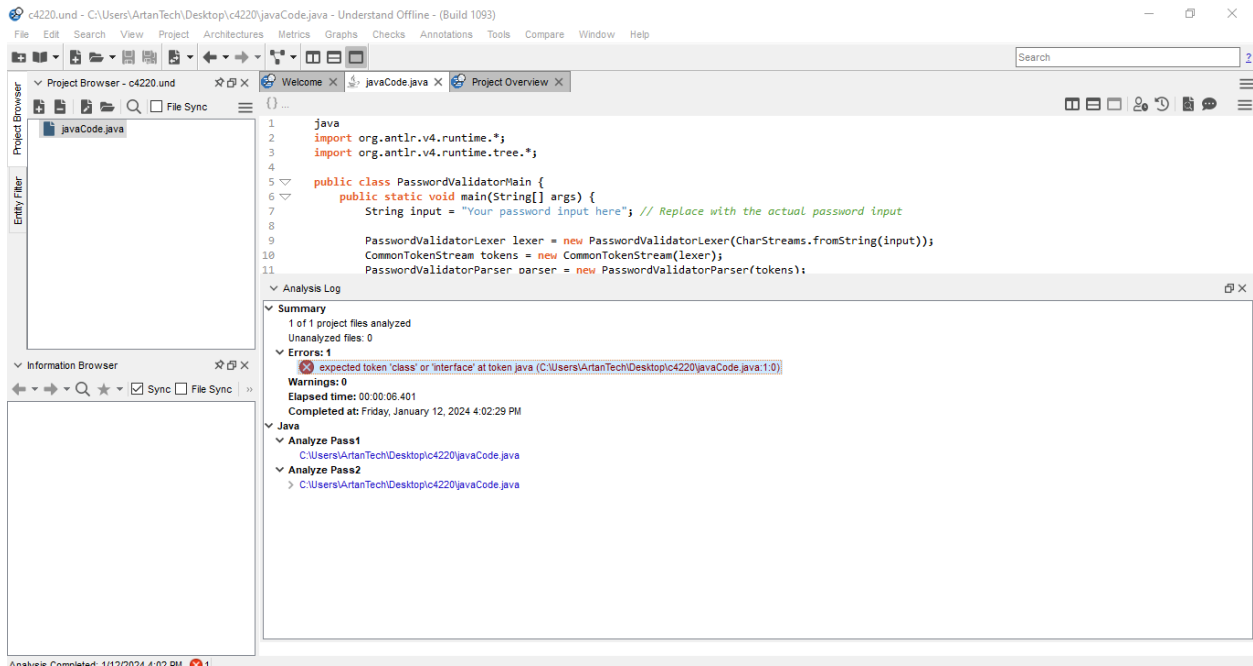 c4220.und - C:\Users\ArtanTech\Desktop\c4220\javaCode.java - Understand Offline - (Build 1093)
File Edit Search View Project Architectures Metrics Graphs Checks Annotations Tools Compare Window Help
Search
?
Project Browser
Entity Filter
Project Browser - c4220.und
File Sync
javaCode.java
Welcome
javaCode.java
Project Overview
{} ...
1 java
2 import org.antlr.v4.runtime.*;
3 import org.antlr.v4.runtime.tree.*;
4
5 public class PasswordValidatorMain {
6 public static void main(String[] args) {
7 String input = "Your password input here"; // Replace with the actual password input
8
9 PasswordValidatorLexer lexer = new PasswordValidatorLexer(CharStreams.fromString(input));
10 CommonTokenStream tokens = new CommonTokenStream(lexer);
11 PasswordValidatorParser parser = new PasswordValidatorParser(tokens);
Analysis Log
Summary
1 of 1 project files analyzed
Unanalyzed files: 0
Errors: 1
expected token 'class' or 'interface' at token java (C:\Users\ArtanTech\Desktop\c4220\javaCode.java:1:0)
Warnings: 0
Elapsed time: 00:00:06.401
Completed at: Friday, January 12, 2024 4:02:29 PM
Java
Analyze Pass1
C:\Users\ArtanTech\Desktop\c4220\javaCode.java
Analyze Pass2
C:\Users\ArtanTech\Desktop\c4220\javaCode.java
Information Browser
Sync File Sync »
Analysis Completed: 1/12/2024 4:02 PM 1